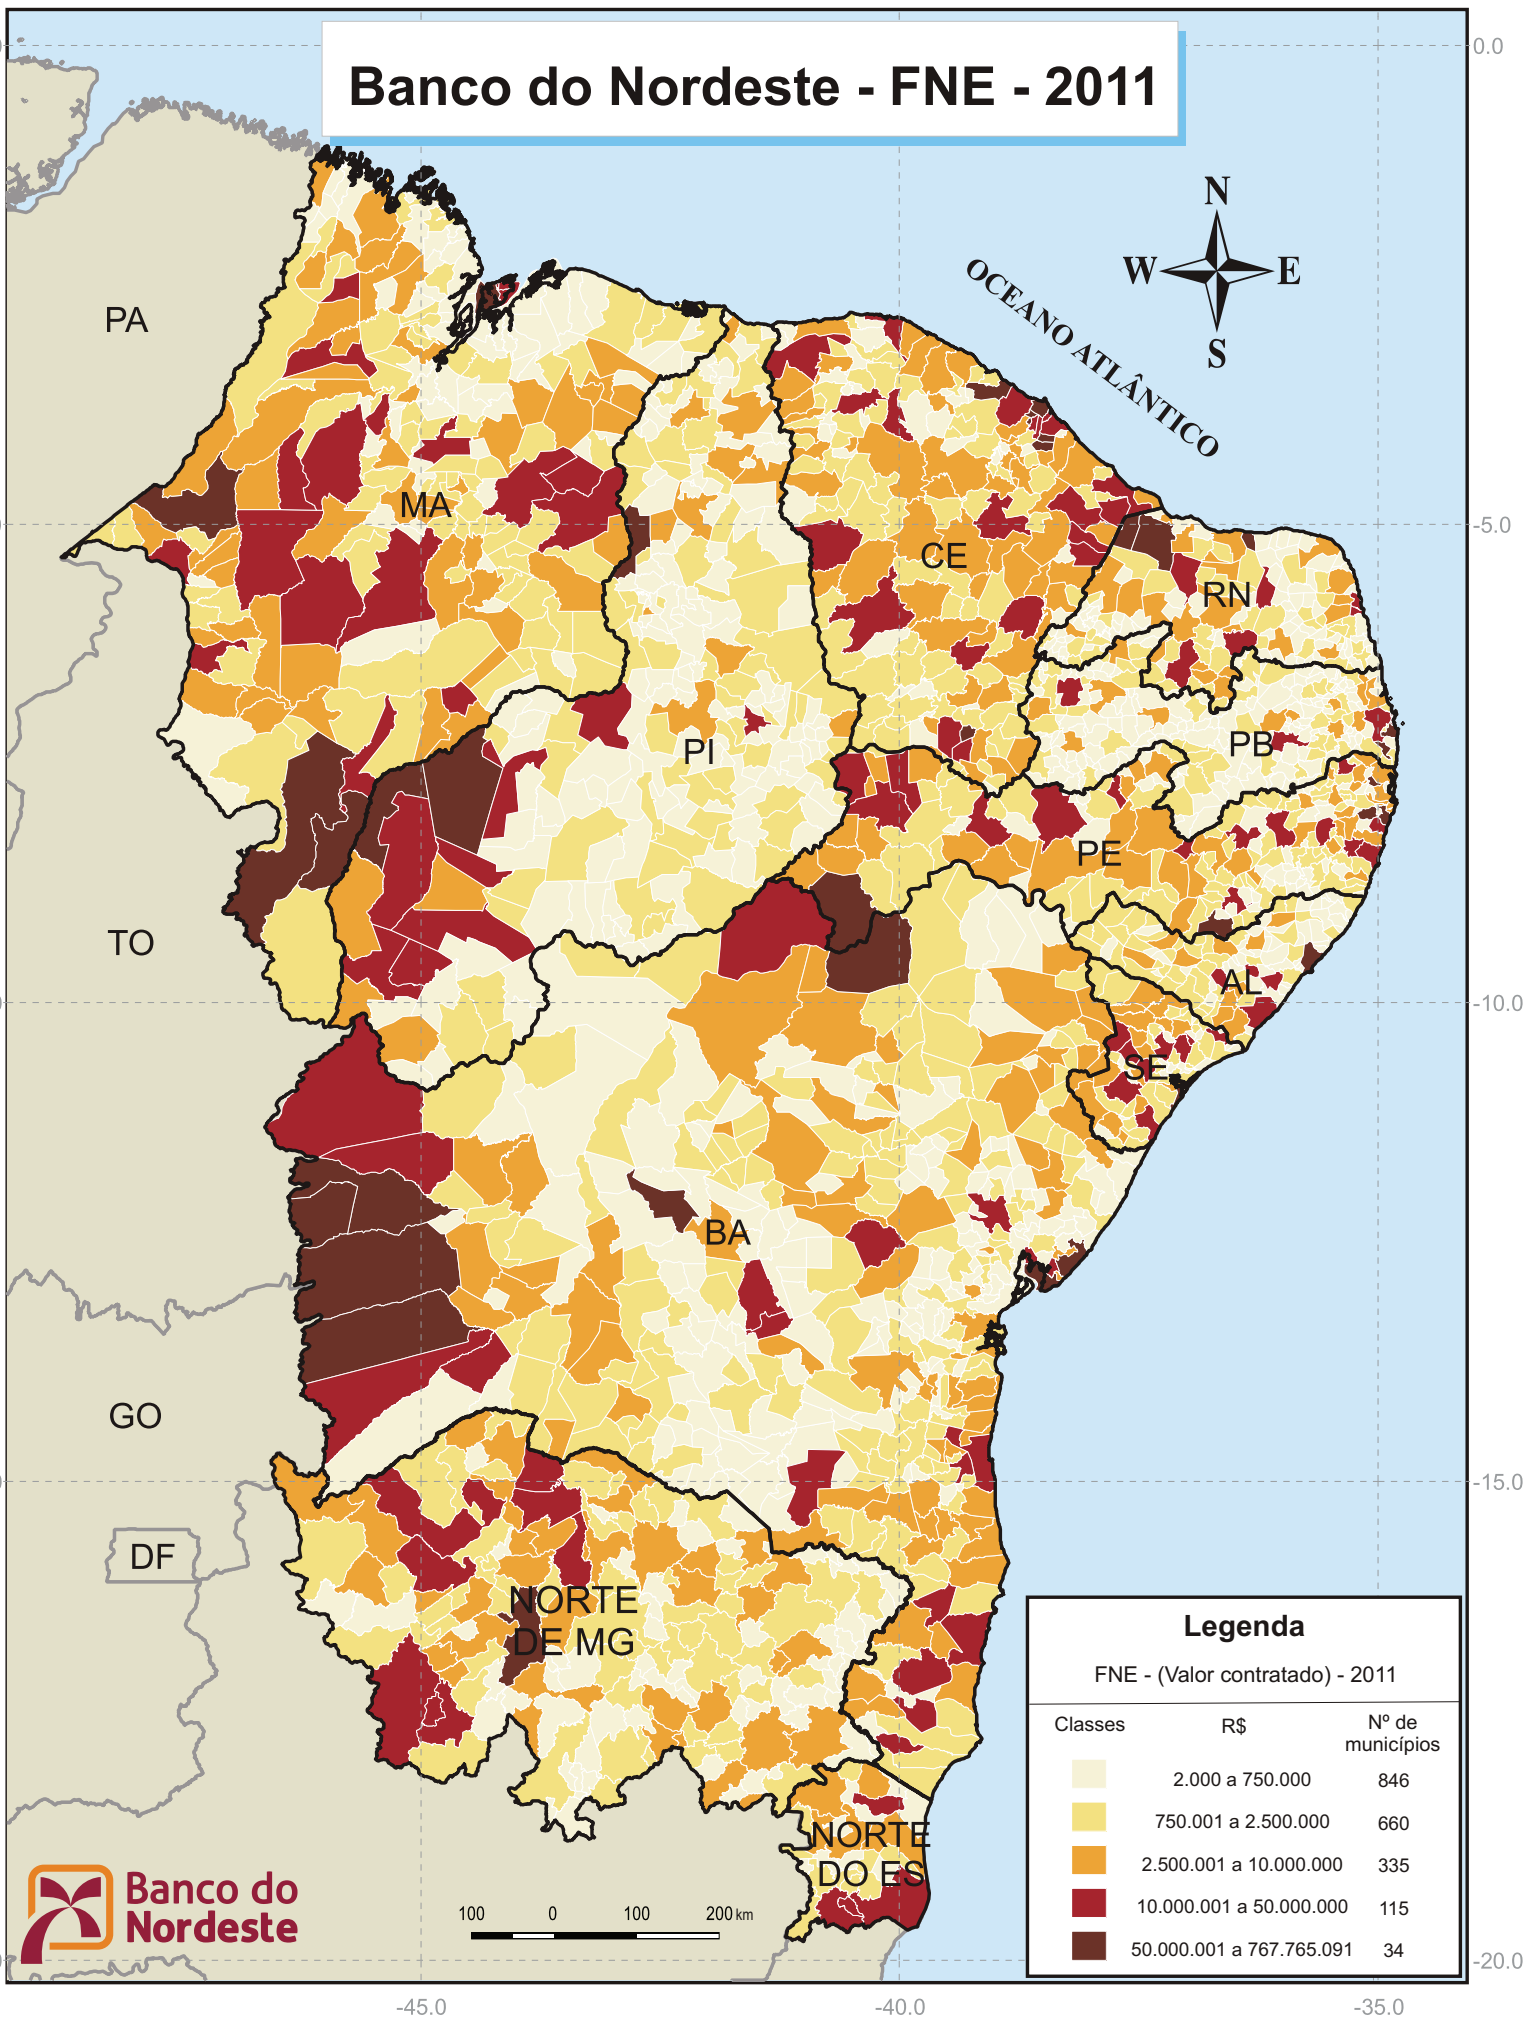 Banco do Nordeste - FNE - 2011
0.0
N
W
E
S
OCEANO ATLÂNTICO
PA
MA
CE
-5.0
RN
PI
PB
PE
TO
AL
-10.0
SE
BA
GO
-15.0
DF
NORTE
DE MG
NORTE
DO ES
Legenda
FNE - (Valor contratado) - 2011
Classes R$ Nº de
municípios
2.000 a 750.000 846
750.001 a 2.500.000 660
2.500.001 a 10.000.000 335
10.000.001 a 50.000.000 115
50.000.001 a 767.765.091 34
Banco do
Nordeste
100 0 100 200 km
-20.0
-45.0 -40.0 -35.0